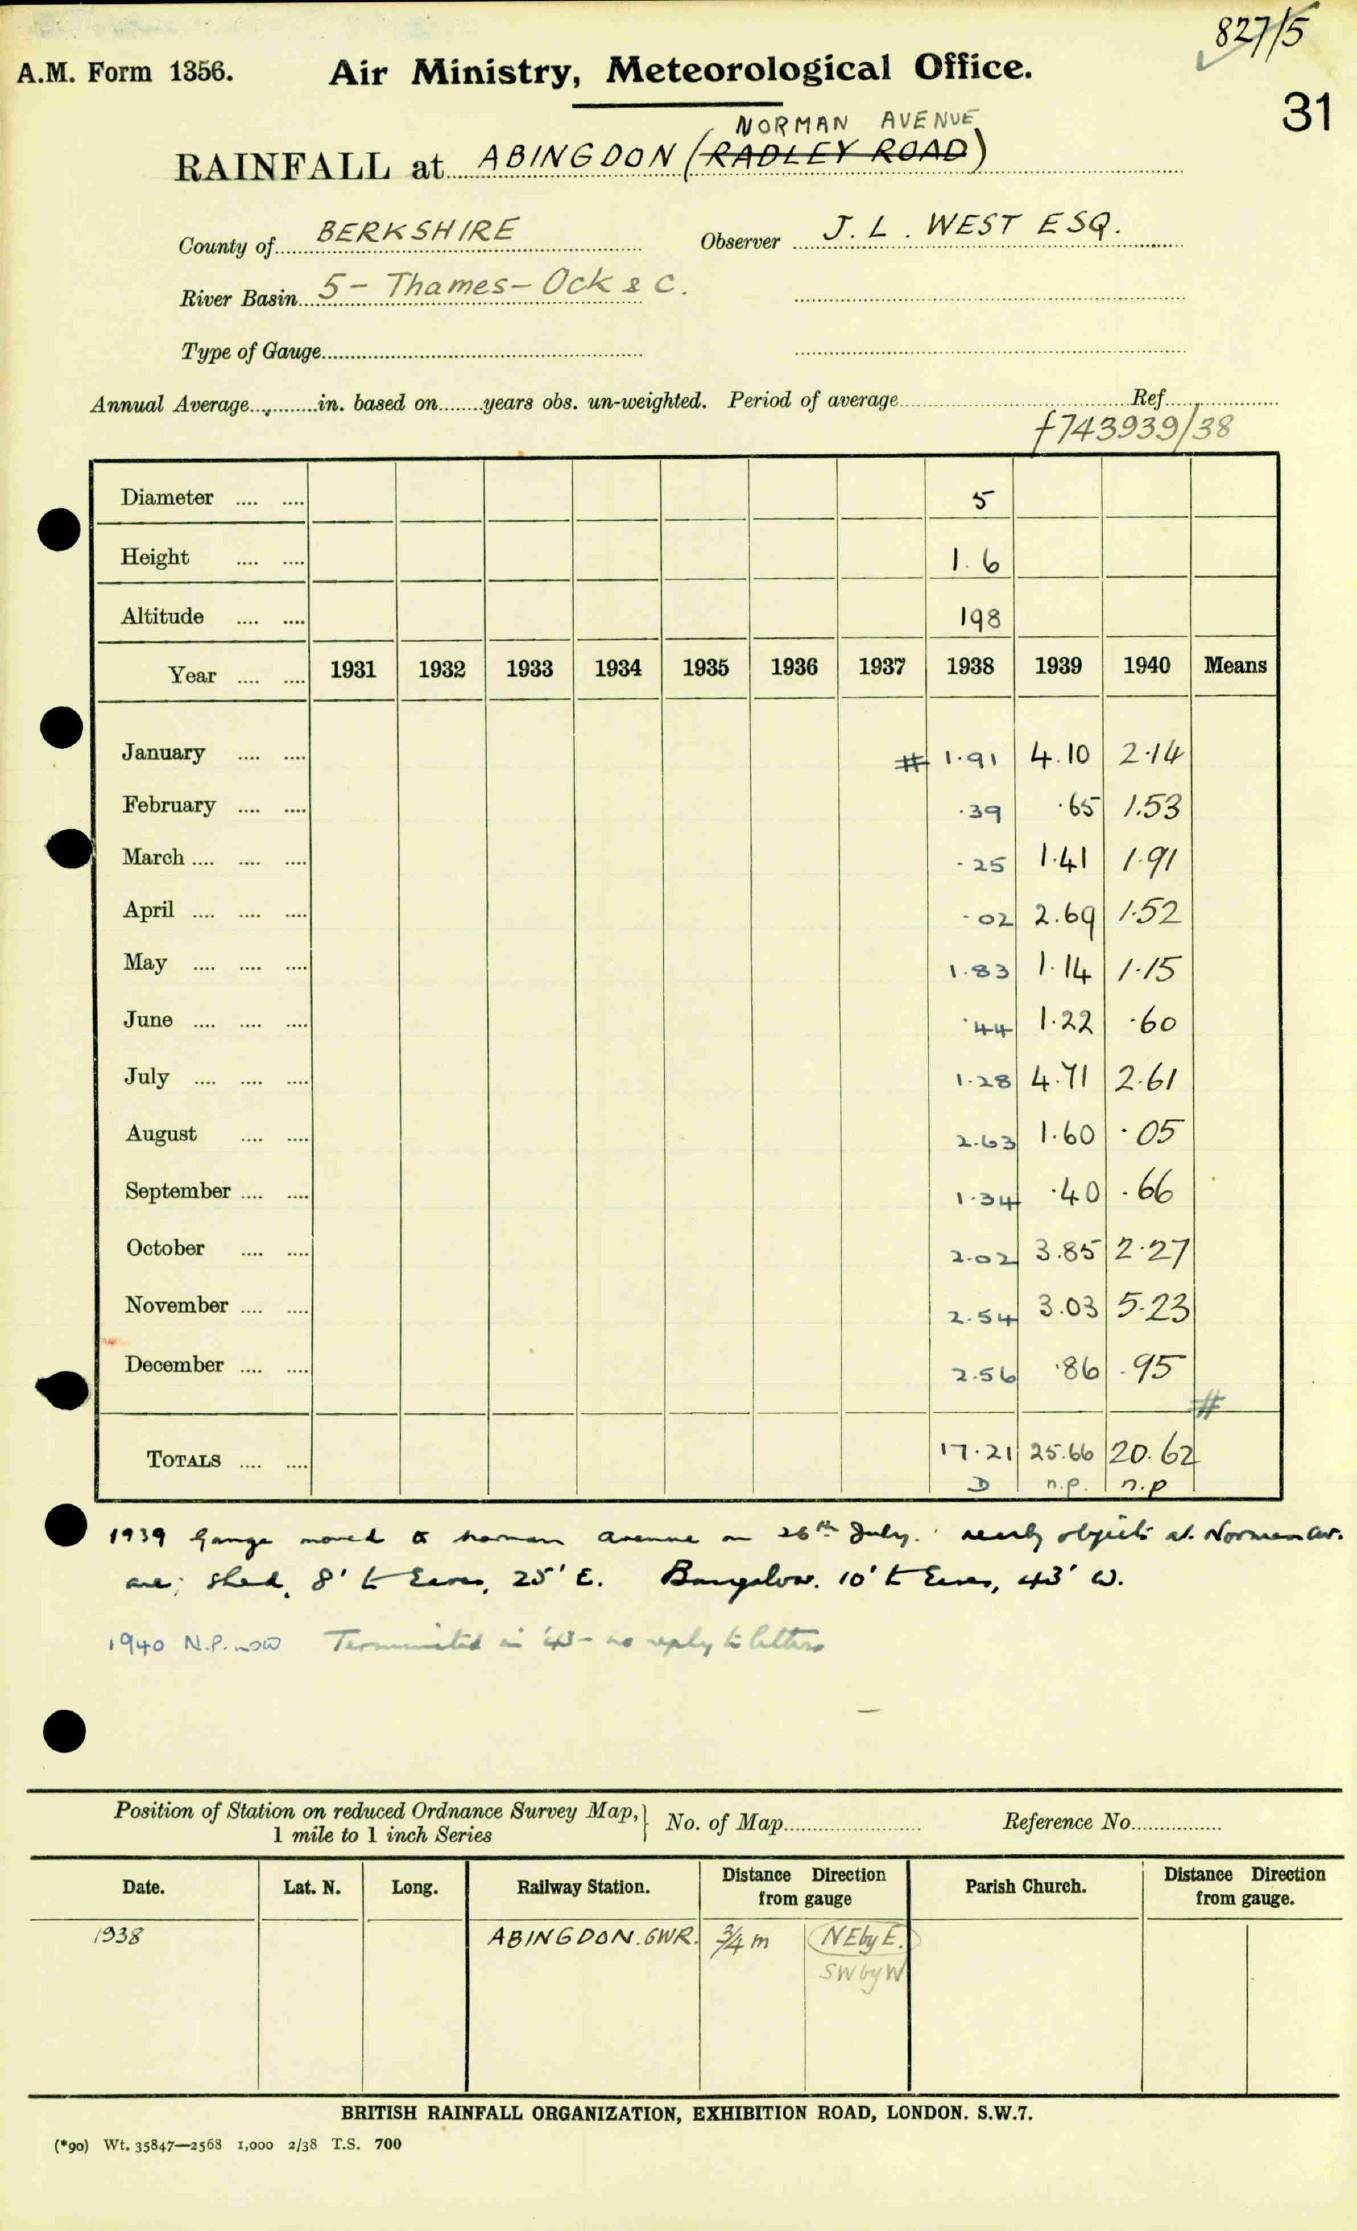 827/5
A.M. Form 1356. Air Ministry, Meteorological Office.
31
NORMAN AVENUE
RAINFALL at ABINGDON (RADLEY ROAD)
County of BERKSHIRE Observer J. L. WEST ESQ.
River Basin 5 - Thames - Ock & C.
Type of Gauge
Annual Average in. based on years obs. un-weighted. Period of average Ref.
f743939/38
Diameter 5
Height 1.6
Altitude 198
Year 1931 1932 1933 1934 1935 1936 1937 1938 1939 1940 Means
January # 1.91 4.10 2.14
February .39 .65 1.53
March .25 1.41 1.91
April .02 2.69 1.52
May 1.83 1.14 1.15
June .44 1.22 .60
July 1.28 4.71 2.61
August 2.63 1.60 .05
September 1.34 .40 .66
October 2.02 3.85 2.27
November 2.54 3.03 5.23
December 2.56 .86 .95
#
TOTALS 17.21 25.66 20.62
D n.p. n.p
1939 Gauge moved to Norman Avenue on 26th July. nearly objects at Norman Av.
are; shed, 8' to Eaves, 25' E. Bungalow. 10' to Eaves, 43' W.
1940 N.P. now Terminated in '43 - no reply to letters
Position of Station on reduced Ordnance Survey Map, } No. of Map Reference No.
1 mile to 1 inch Series
Date. Lat. N. Long. Railway Station. Distance Direction from gauge Parish Church. Distance Direction from gauge.
1938 ABINGDON. GWR. 3/4 m NE by E.
SW by W
BRITISH RAINFALL ORGANIZATION, EXHIBITION ROAD, LONDON. S.W.7.
(*90) Wt. 35847—2568 1,000 2/38 T.S. 700